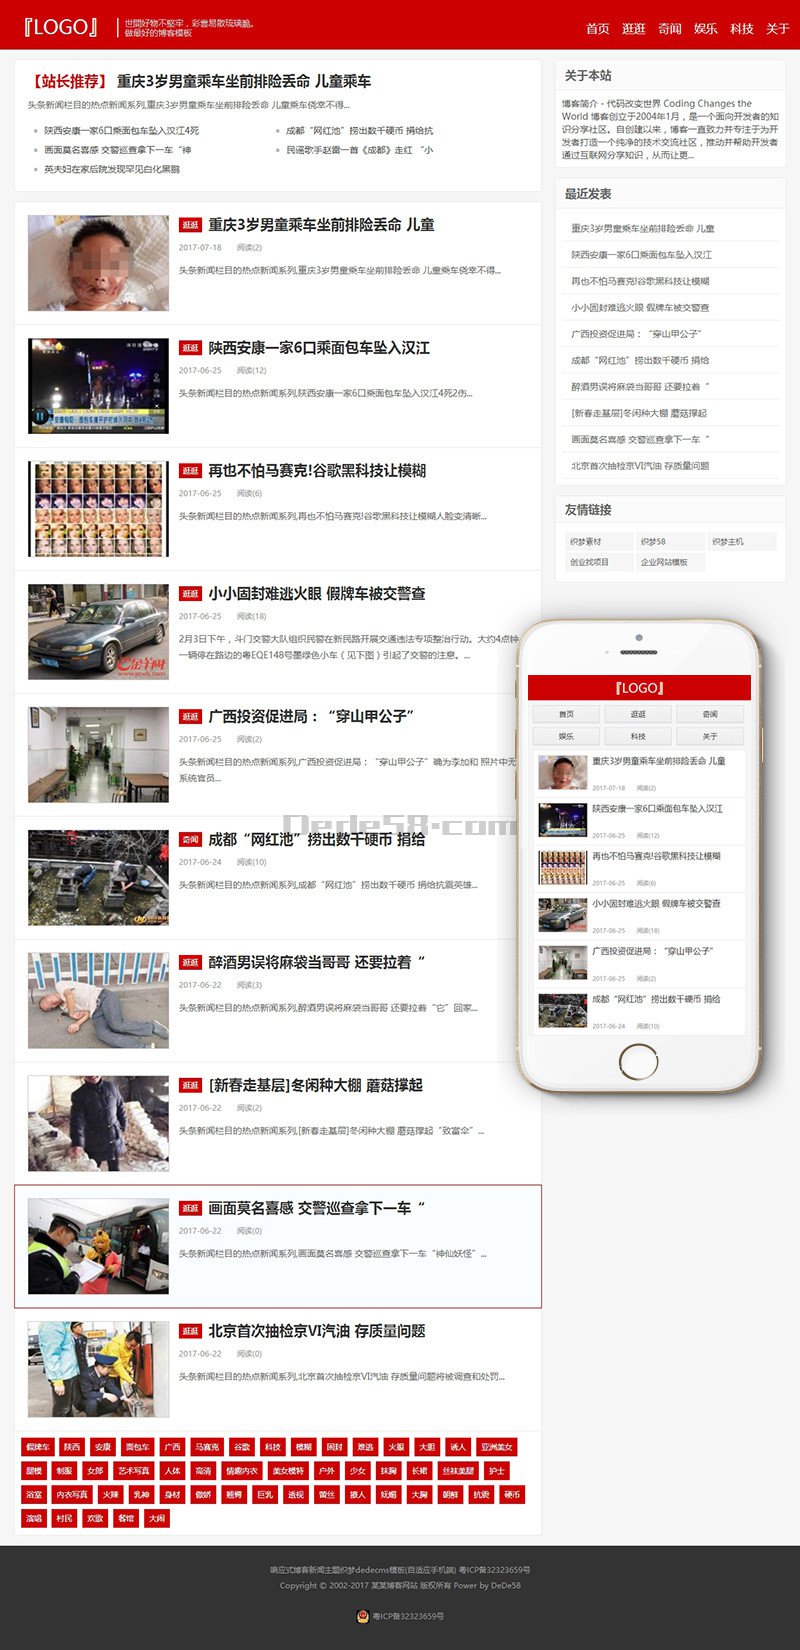 『LOGO』
世間好物不堅牢，彩雲易散琉璃脆。
做最好的博客模板
首页 逛逛 奇闻 娱乐 科技 关于
【站长推荐】 重庆3岁男童乘车坐前排险丢命 儿童乘车
头条新闻栏目的热点新闻系列,重庆3岁男童乘车坐前排险丢命 儿童乘车侥幸不得...
陕西安康一家6口乘面包车坠入汉江4死
成都“网红池”捞出数千硬币 捐给抗
画面莫名喜感 交警巡查拿下一车“神
民谣歌手赵雷一首《成都》走红 “小
英夫妇在家后院发现罕见白化黑鹂
逛逛 重庆3岁男童乘车坐前排险丢命 儿童
2017-07-18 阅读(2)
头条新闻栏目的热点新闻系列,重庆3岁男童乘车坐前排险丢命 儿童乘车侥幸不得...
逛逛 陕西安康一家6口乘面包车坠入汉江
2017-06-25 阅读(12)
头条新闻栏目的热点新闻系列,陕西安康一家6口乘面包车坠入汉江4死2伤...
逛逛 再也不怕马赛克!谷歌黑科技让模糊
2017-06-25 阅读(6)
头条新闻栏目的热点新闻系列,再也不怕马赛克!谷歌黑科技让模糊人脸变清晰...
逛逛 小小固封难逃火眼 假牌车被交警查
2017-06-25 阅读(18)
2月3日下午，斗门交警大队组织民警在新民路开展交通违法专项整治行动。大约4点钟
一辆停在路边的粤EQE148号墨绿色小车（见下图）引起了交警的注意。...
金羊网
www.ycwb.com
逛逛 广西投资促进局：“穿山甲公子”
2017-06-25 阅读(2)
头条新闻栏目的热点新闻系列,广西投资促进局：“穿山甲公子”确为李加和 照片中无
系统官员...
Dede58.com
奇闻 成都“网红池”捞出数千硬币 捐给
2017-06-24 阅读(10)
头条新闻栏目的热点新闻系列,成都“网红池”捞出数千硬币 捐给抗震英雄...
逛逛 醉酒男误将麻袋当哥哥 还要拉着“
2017-06-22 阅读(3)
头条新闻栏目的热点新闻系列,醉酒男误将麻袋当哥哥 还要拉着“它”回家...
逛逛 [新春走基层]冬闲种大棚 蘑菇撑起
2017-06-22 阅读(2)
头条新闻栏目的热点新闻系列,[新春走基层]冬闲种大棚 蘑菇撑起“致富伞”...
逛逛 画面莫名喜感 交警巡查拿下一车“
2017-06-22 阅读(0)
头条新闻栏目的热点新闻系列,画面莫名喜感 交警巡查拿下一车“神仙妖怪”...
逛逛 北京首次抽检京VI汽油 存质量问题
2017-06-22 阅读(0)
头条新闻栏目的热点新闻系列,北京首次抽检京VI汽油 存质量问题将被调查和处罚...
假牌车 陕西 安康 面包车 广西 马赛克 谷歌 科技 模糊 固封 难逃 火眼 大胆 诱人 亚洲美女
腿模 制服 女郎 艺术写真 人体 高清 情趣内衣 美女模特 户外 少女 抹胸 长裙 丝袜美腿 护士
浴室 内衣写真 火辣 乳神 身材 傲娇 翘臀 巨乳 透视 蕾丝 撩人 妩媚 大胸 朝鲜 抗震 硬币
演唱 村民 欢歌 餐馆 大闹
关于本站
博客简介 - 代码改变世界 Coding Changes the
World 博客创立于2004年1月，是一个面向开发者的知
识分享社区。自创建以来，博客一直致力并专注于为开
发者打造一个纯净的技术交流社区，推动并帮助开发者
通过互联网分享知识，从而让更...
最近发表
重庆3岁男童乘车坐前排险丢命 儿童
陕西安康一家6口乘面包车坠入汉江
再也不怕马赛克!谷歌黑科技让模糊
小小固封难逃火眼 假牌车被交警查
广西投资促进局：“穿山甲公子”
成都“网红池”捞出数千硬币 捐给
醉酒男误将麻袋当哥哥 还要拉着“
[新春走基层]冬闲种大棚 蘑菇撑起
画面莫名喜感 交警巡查拿下一车“
北京首次抽检京VI汽油 存质量问题
友情链接
织梦素材 织梦58 织梦主机
创业找项目 企业网站模板
『LOGO』
首页 逛逛 奇闻
娱乐 科技 关于
重庆3岁男童乘车坐前排险丢命 儿童
2017-07-18 阅读(2)
陕西安康一家6口乘面包车坠入汉江
2017-06-25 阅读(12)
再也不怕马赛克!谷歌黑科技让模糊
2017-06-25 阅读(6)
小小固封难逃火眼 假牌车被交警查
2017-06-25 阅读(18)
广西投资促进局：“穿山甲公子”
2017-06-25 阅读(2)
成都“网红池”捞出数千硬币 捐给
2017-06-24 阅读(10)
响应式博客新闻主题织梦dedecms模板(自适应手机端) 粤ICP备32323659号
Copyright © 2002-2017 某某博客网站 版权所有 Power by DeDe58
粤ICP备32323659号